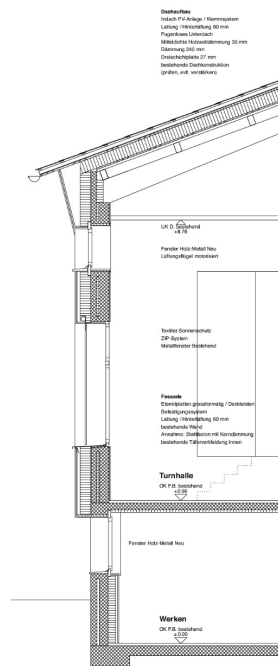 Dachaufbau
Indach PV-Anlage / Klemmsystem
Lattung / Hinterlüftung 80 mm
Fugenloses Unterdach
Mitteldichte Holzwolldämmung 35 mm
Dämmung 240 mm
Dreischichtplatte 27 mm
bestehende Dachkonstruktion
(prüfen, evtl. verstärken)
UK D. bestehend
+8.76
Fenster Holz-Metall Neu
Lüftungsflügel motorisiert
Textiler Sonnenschutz
ZIP-System
Metallfenster Bestehend
Fassade
Eternitplatten grossformatig / Deckleisten
Befestigungssystem
Lattung / Hinterlüftung 60 mm
bestehende Wand
Annahme: Stahlbeton mit Kerndämmung
bestehende Täferverkleidung Innen
Turnhalle
OK F.B. bestehend
+2.96
Fenster Holz-Metall Neu
Werken
OK F.B. bestehend
±0.00